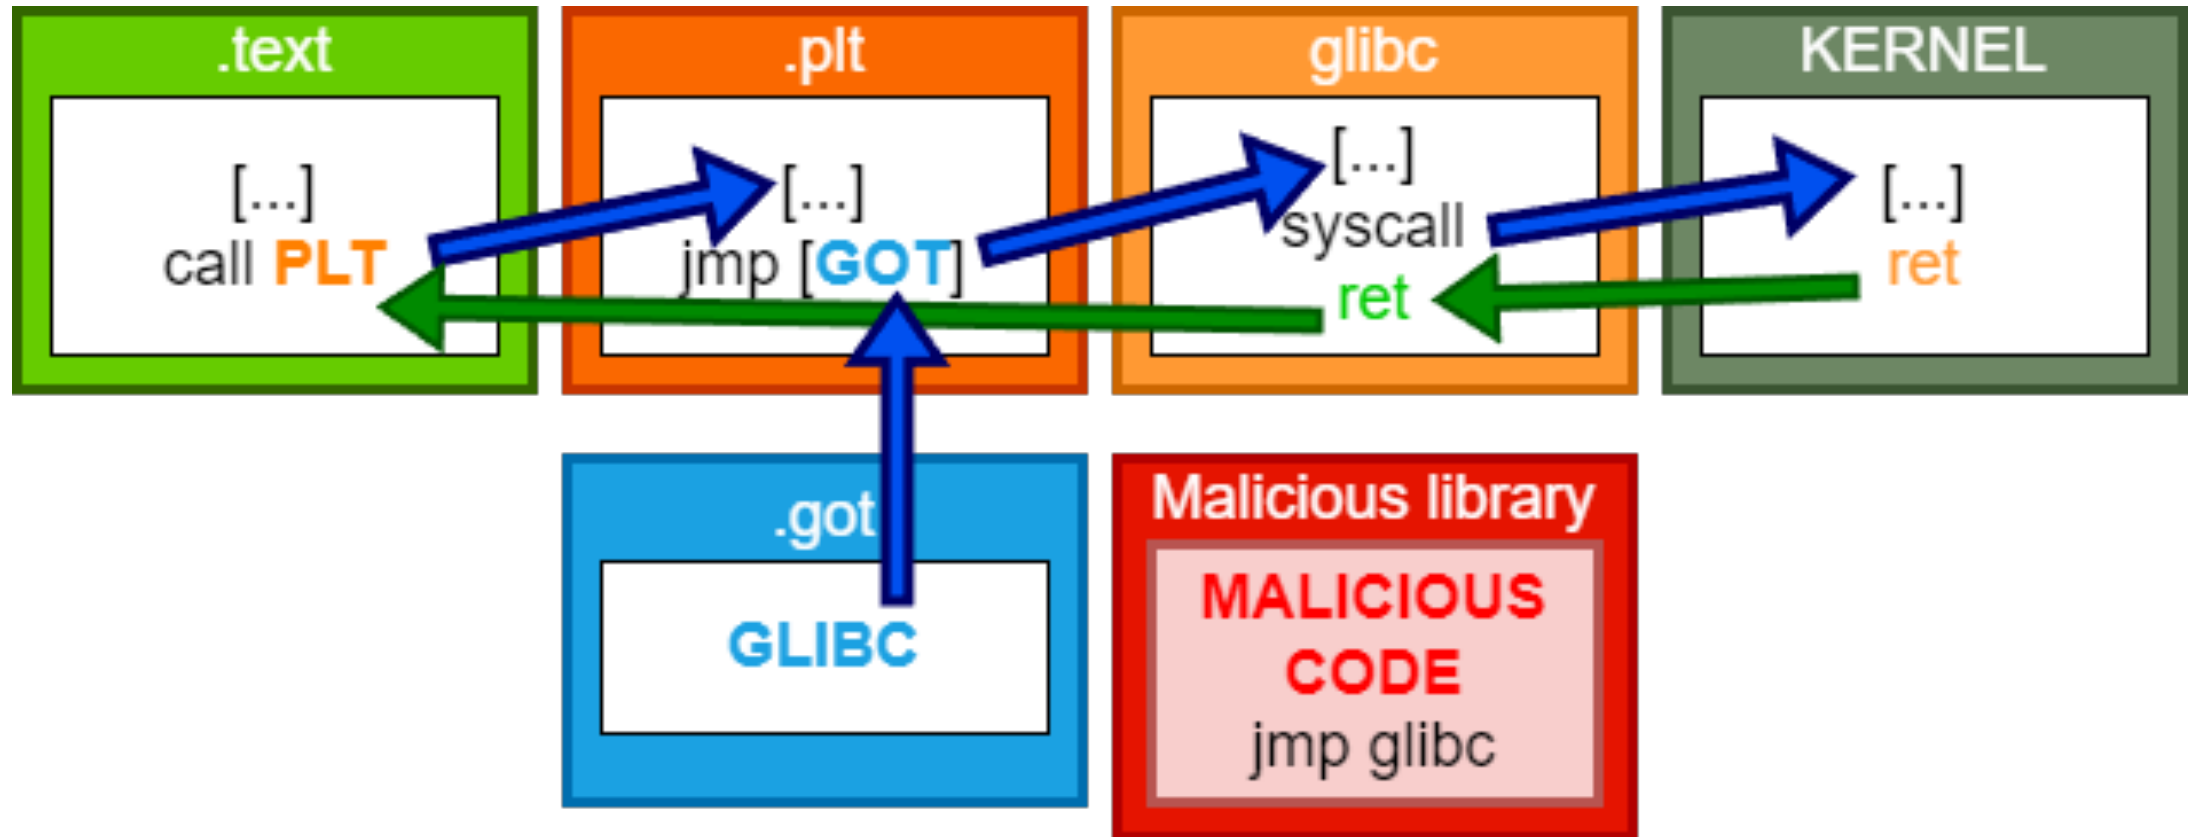 .text
[...]
call PLT
.plt
[...]
jmp [GOT]
glibc
[...]
syscall
ret
KERNEL
[...]
ret
.got
GLIBC
Malicious library
MALICIOUS
CODE
jmp glibc